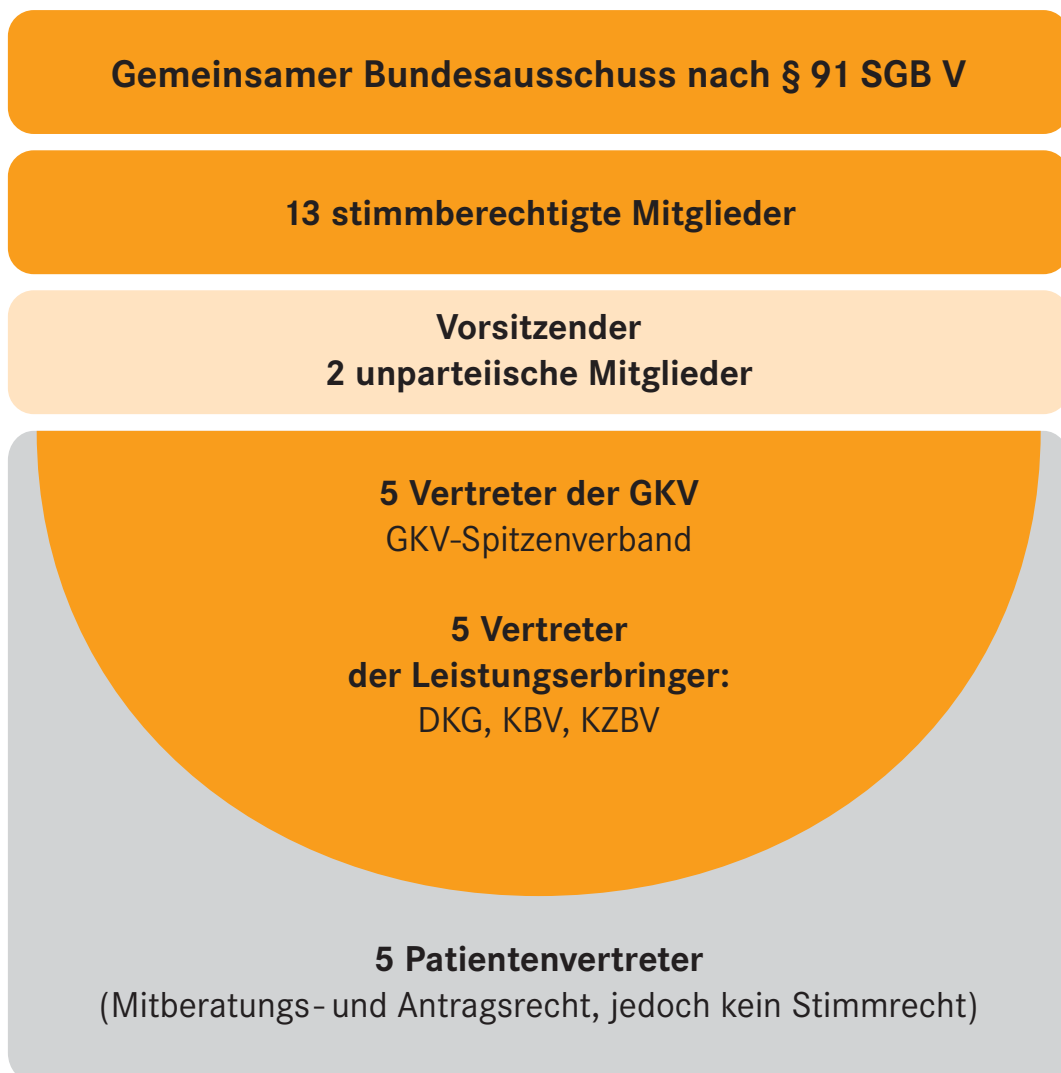 Gemeinsamer Bundesausschuss nach § 91 SGB V
13 stimmberechtigte Mitglieder
Vorsitzender
2 unparteiische Mitglieder
5 Vertreter der GKV
GKV-Spitzenverband
5 Vertreter
der Leistungserbringer:
DKG, KBV, KZBV
5 Patientenvertreter
(Mitberatungs- und Antragsrecht, jedoch kein Stimmrecht)